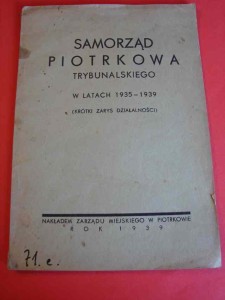 SAMORZĄD
PIOTRKOWA
TRYBUNALSKIEGO
W LATACH 1935-1939
(KRÓTKI ZARYS DZIAŁALNOŚCI)
NAKŁADEM ZARZĄDU MIEJSKIEGO W PIOTRKOWIE
ROK 1939
71. e.